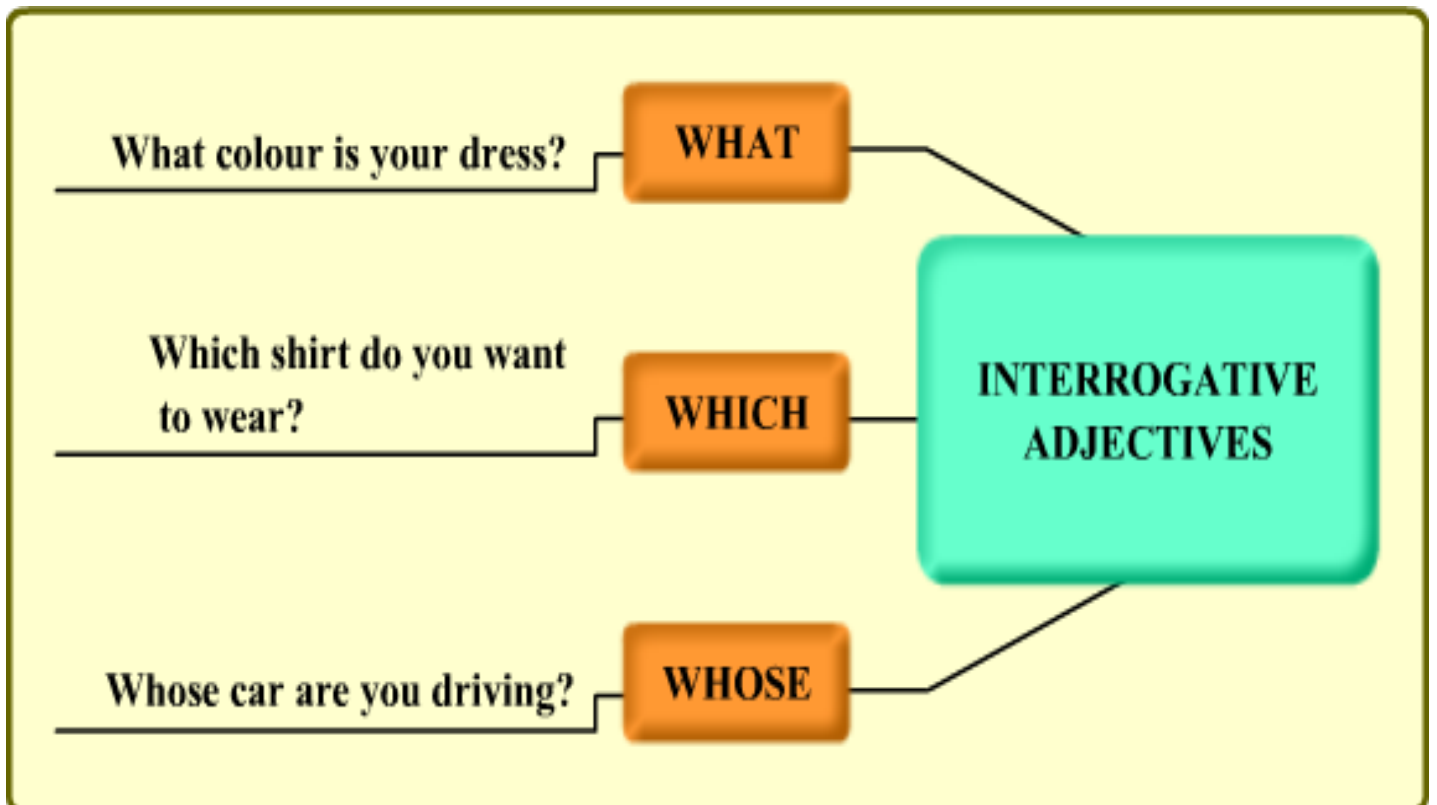 What colour is your dress?
WHAT
Which shirt do you want
to wear?
WHICH
INTERROGATIVE
ADJECTIVES
Whose car are you driving?
WHOSE